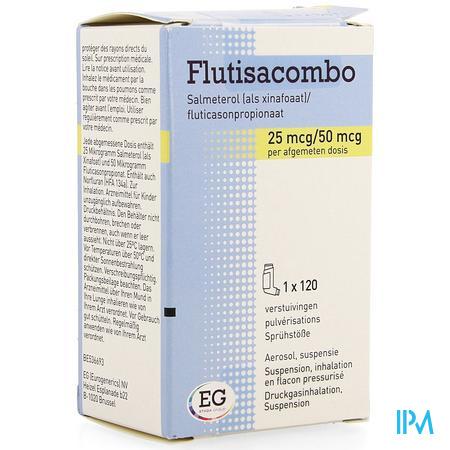 protéger des rayons directs du
soleil. Sur prescription médicale.
Lire la notice avant utilisation.
Inhalez le médicament par la
bouche dans les poumons comme
prescrit par votre médecin. Bien
agiter avant l'emploi. Utiliser
régulièrement comme prescrit par
votre médecin.
Jede abgemessene Dosis enthält
25 Mikrogramm Salmeterol (als
Xinafoat) und 50 Mikrogramm
Fluticasonpropionat. Enthält auch
Norfluran (HFA 134a). Zur
Inhalation. Arzneimittel für Kinder
unzugänglich aufbewahren.
Druckbehältnis. Den Behälter nicht
durchbohren, brechen oder
verbrennen, auch wenn er leer
aussieht. Nicht über 25°C lagern.
Vor Temperaturen über 50°C und
direkter Sonnenbestrahlung
schützen. Verschreibungspflichtig.
Packungsbeilage beachten. Das
Arzneimittel über Ihren Mund in
Ihre Lunge inhalieren wie von
Ihrem Arzt verordnet. Vor Gebrauch
gut schütteln. Regelmäßig
anwenden wie von Ihrem Arzt
verordnet.
BE536693
EG (Eurogenerics) NV
Heizel Esplanade b22
B-1020 Brussel
Flutisacombo
Salmeterol (als xinafoaat)/
fluticasonpropionaat
25 mcg/50 mcg
per afgemeten dosis
1 x 120
verstuivingen
pulvérisations
Sprühstöße
Aerosol, suspensie
Suspension, inhalation
en flacon pressurisé
Druckgasinhalation,
Suspension
EG
STADA GROUP
IPM